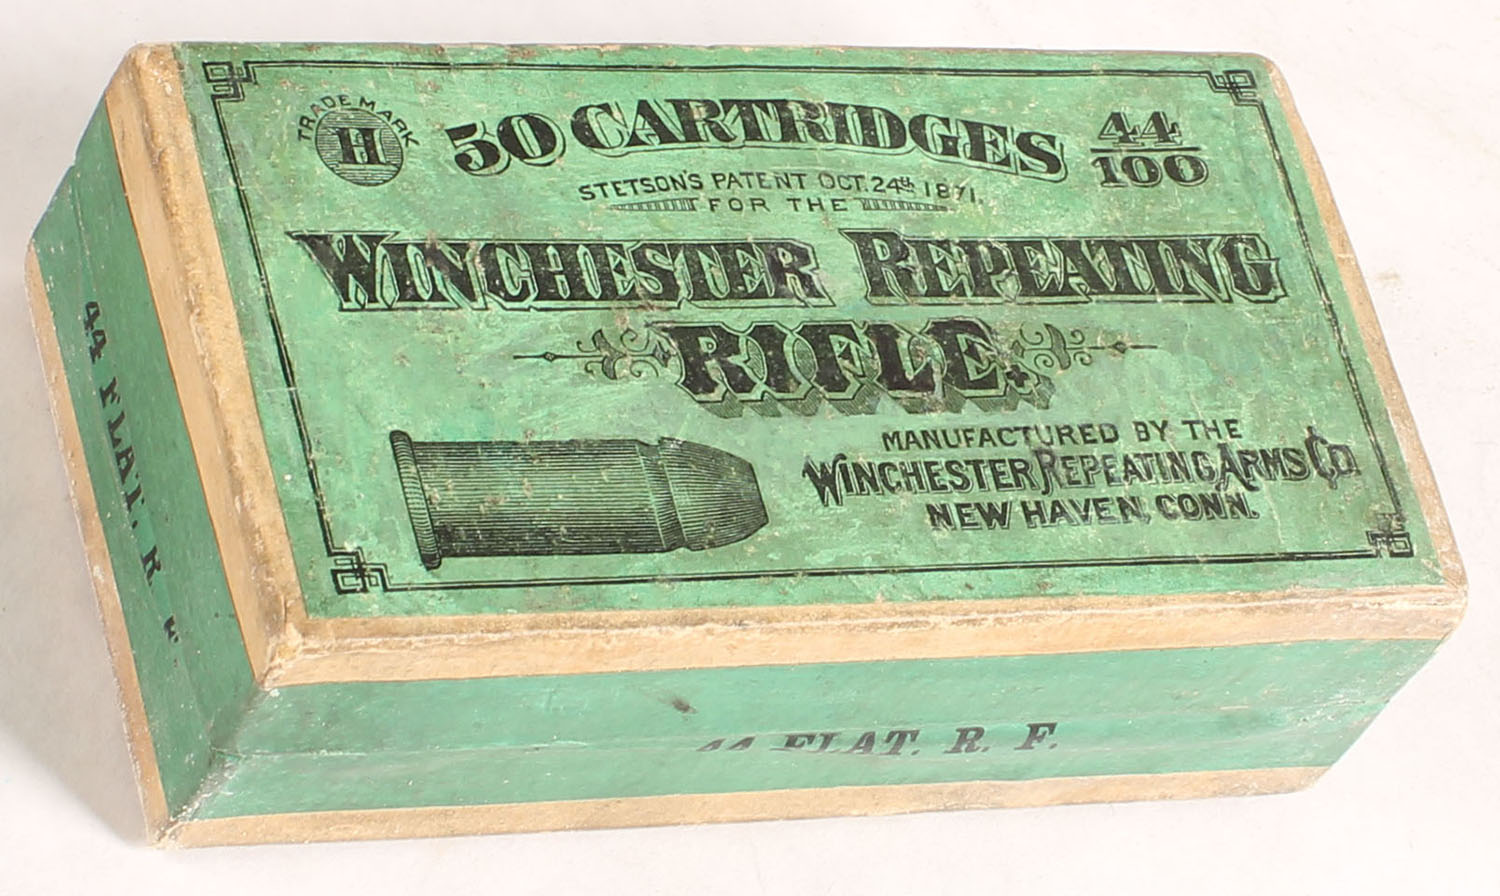 TRADE MARK
H
50 CARTRIDGES 44/100
STETSON'S PATENT OCT. 24th 1871.
FOR THE
WINCHESTER REPEATING
RIFLE.
MANUFACTURED BY THE
WINCHESTER REPEATING ARMS CO.
NEW HAVEN, CONN.
44 FLAT. R. F.
44 FLAT. R. F.